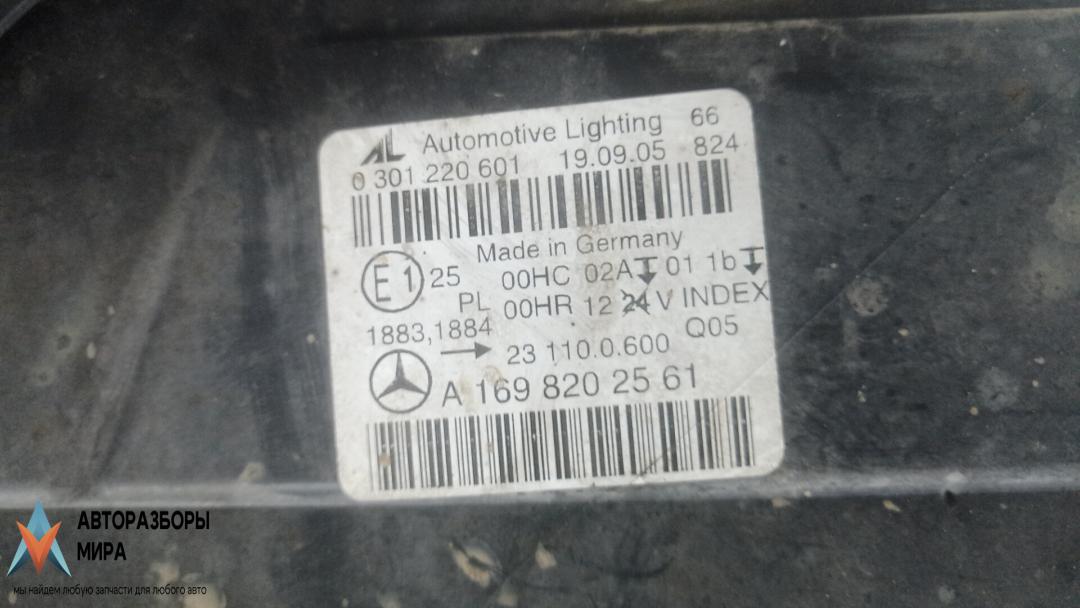 AL Automotive Lighting 66
0 301 220 601 19.09.05 824
Made in Germany
E1 25 00HC 02A 01 1b
PL 00HR 12 24 V INDEX
1883,1884 23 110.0.600 Q05
A 169 820 25 61
АВТОРАЗБОРЫ
МИРА
мы найдем любую запчасти для любого авто